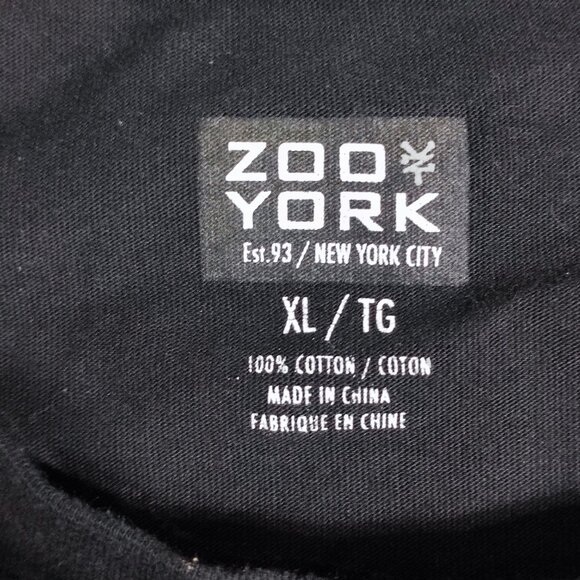 ZOO
YORK
Est.93 / NEW YORK CITY
XL / TG
100% COTTON / COTON
MADE IN CHINA
FABRIQUE EN CHINE